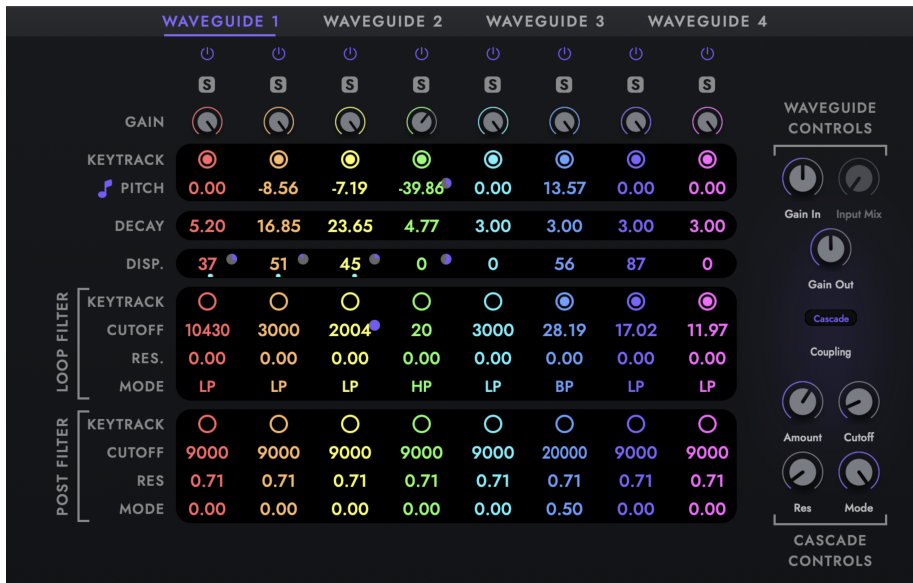 WAVEGUIDE 1 WAVEGUIDE 2 WAVEGUIDE 3 WAVEGUIDE 4
S S S S S S S S
GAIN
KEYTRACK
PITCH 0.00 -8.56 -7.19 -39.86 0.00 13.57 0.00 0.00
DECAY 5.20 16.85 23.65 4.77 3.00 3.00 3.00 3.00
DISP. 37 51 45 0 0 56 87 0
LOOP FILTER
KEYTRACK
CUTOFF 10430 3000 2004 20 3000 28.19 17.02 11.97
RES. 0.00 0.00 0.00 0.00 0.00 0.00 0.00 0.00
MODE LP LP LP HP LP BP LP LP
POST FILTER
KEYTRACK
CUTOFF 9000 9000 9000 9000 9000 20000 9000 9000
RES 0.71 0.71 0.71 0.71 0.71 0.71 0.71 0.71
MODE 0.00 0.00 0.00 0.00 0.00 0.50 0.00 0.00
WAVEGUIDE
CONTROLS
Gain In Input Mix
Gain Out
Cascade
Coupling
Amount Cutoff
Res Mode
CASCADE
CONTROLS